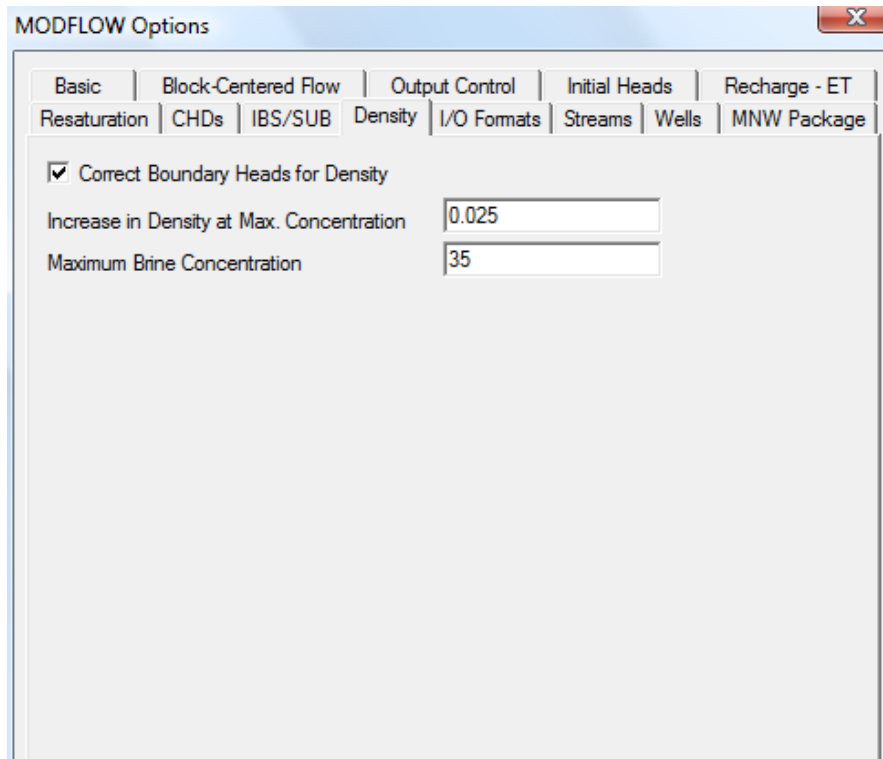 MODFLOW Options
Basic Block-Centered Flow Output Control Initial Heads Recharge - ET
Resaturation CHDs IBS/SUB Density I/O Formats Streams Wells MNW Package
Correct Boundary Heads for Density
Increase in Density at Max. Concentration 0.025
Maximum Brine Concentration 35